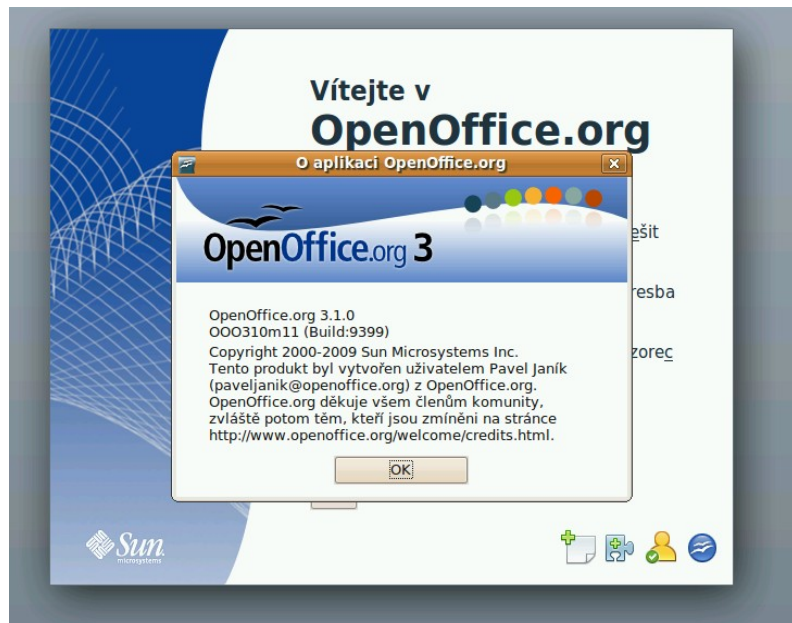 Vítejte v
OpenOffice.org
O aplikaci OpenOffice.org
OpenOffice.org 3
ešit
resba
zorec
OpenOffice.org 3.1.0
OOO310m11 (Build:9399)
Copyright 2000-2009 Sun Microsystems Inc.
Tento produkt byl vytvořen uživatelem Pavel Janík
(paveljanik@openoffice.org) z OpenOffice.org.
OpenOffice.org děkuje všem členům komunity,
zvláště potom těm, kteří jsou zmíněni na stránce
http://www.openoffice.org/welcome/credits.html.
OK
Sun
microsystems